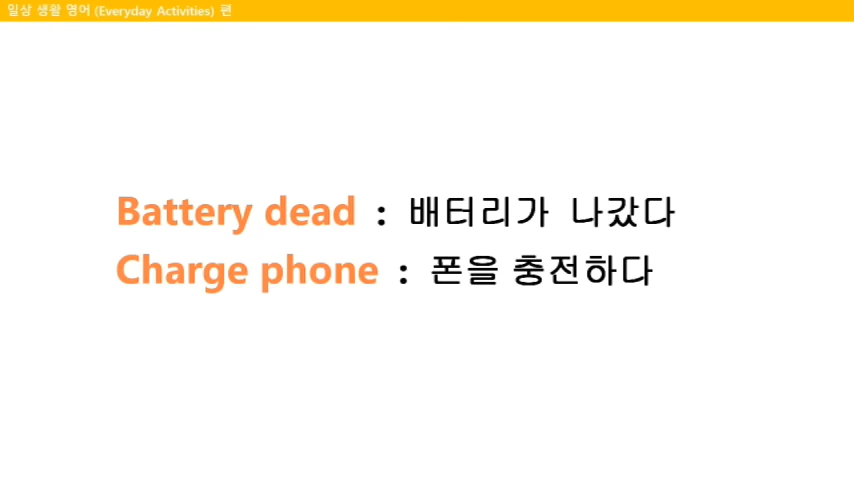 일상 생활 영어 (Everyday Activities) 편
Battery dead : 배터리가 나갔다
Charge phone : 폰을 충전하다